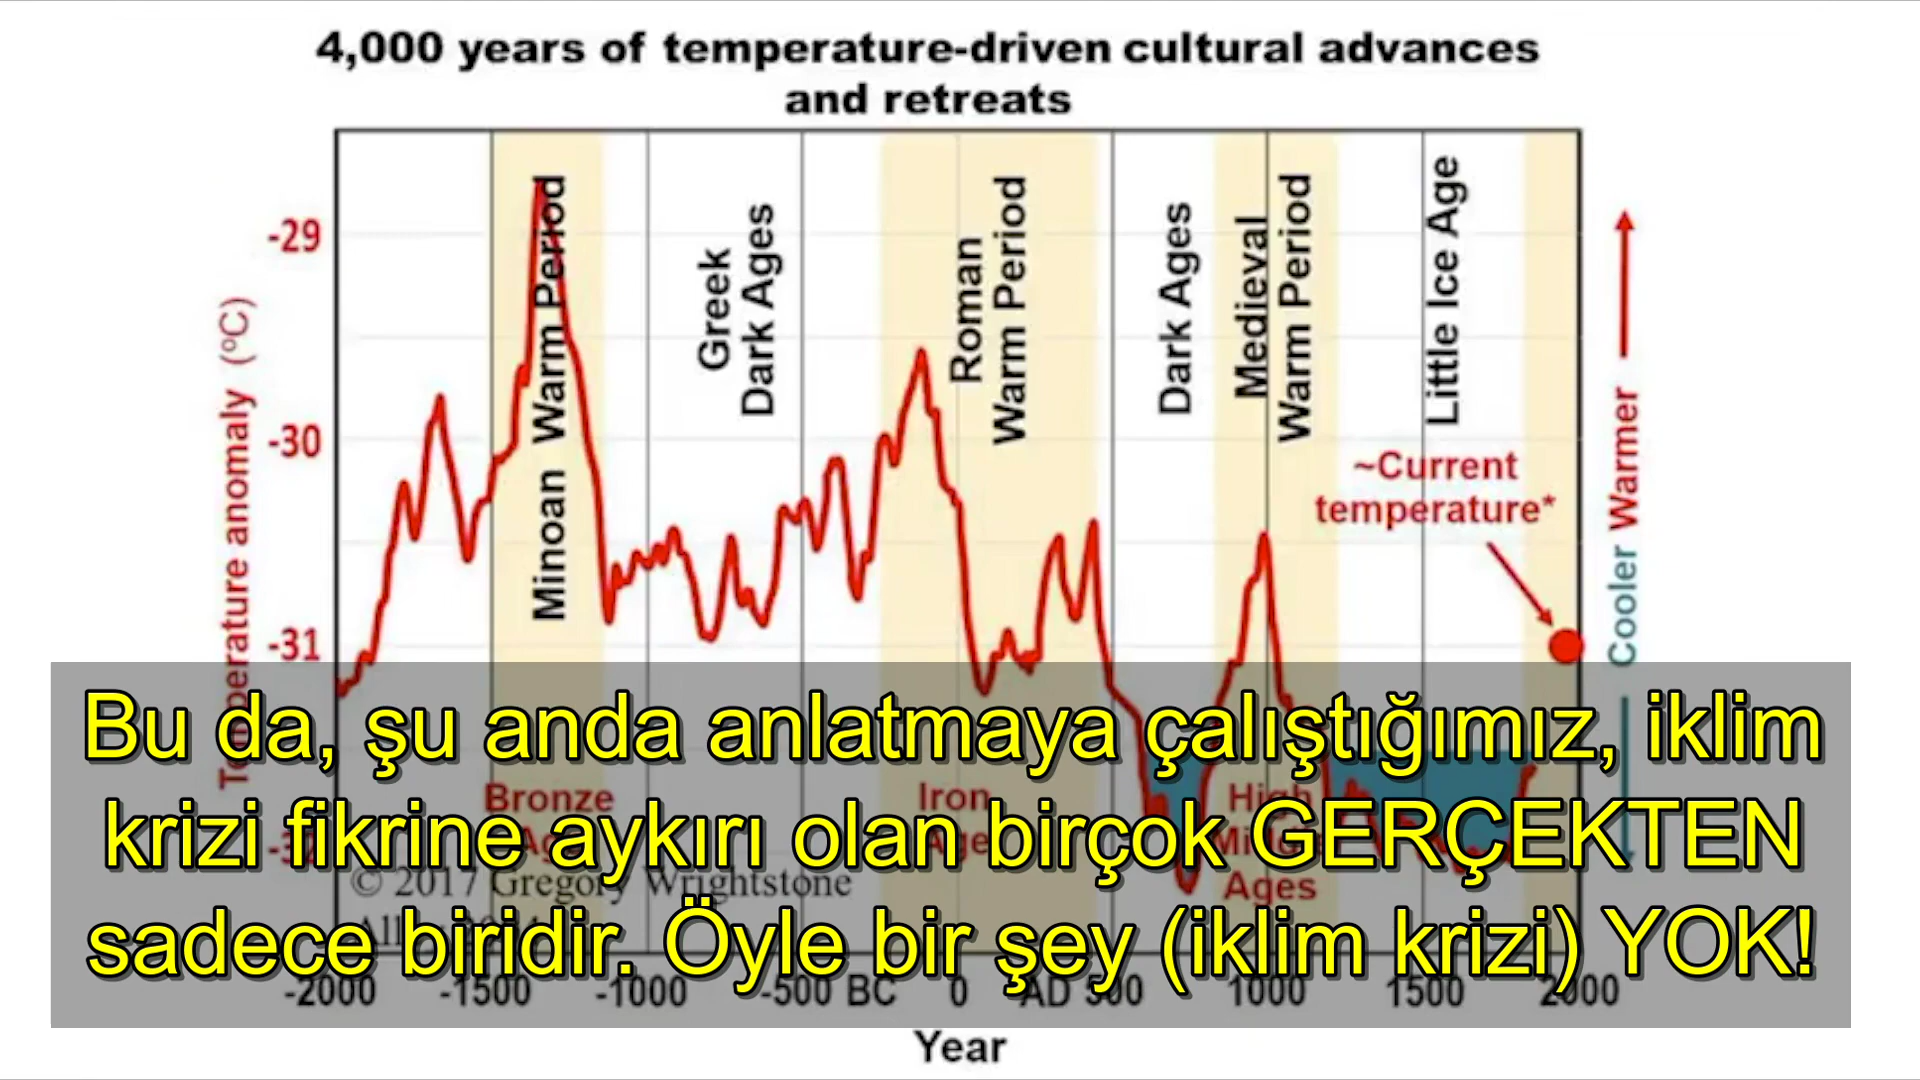 4,000 years of temperature-driven cultural advances
and retreats
-29
-30
-31
Temperature anomaly (°C)
Minoan Warm Period
Greek
Dark Ages
Roman
Warm Period
Dark Ages
Medieval
Warm Period
Little Ice Age
~Current
temperature*
Cooler Warmer
Bronze
Iron
Age
High
Ages
© 2017 Gregory Wrightstone
Bu da, şu anda anlatmaya çalıştığımız, iklim
krizi fikrine aykırı olan birçok GERÇEKTEN
sadece biridir. Öyle bir şey (iklim krizi) YOK!
-2000 -1500 -1000 -500 BC 0 AD 500 1000 1500 2000
Year